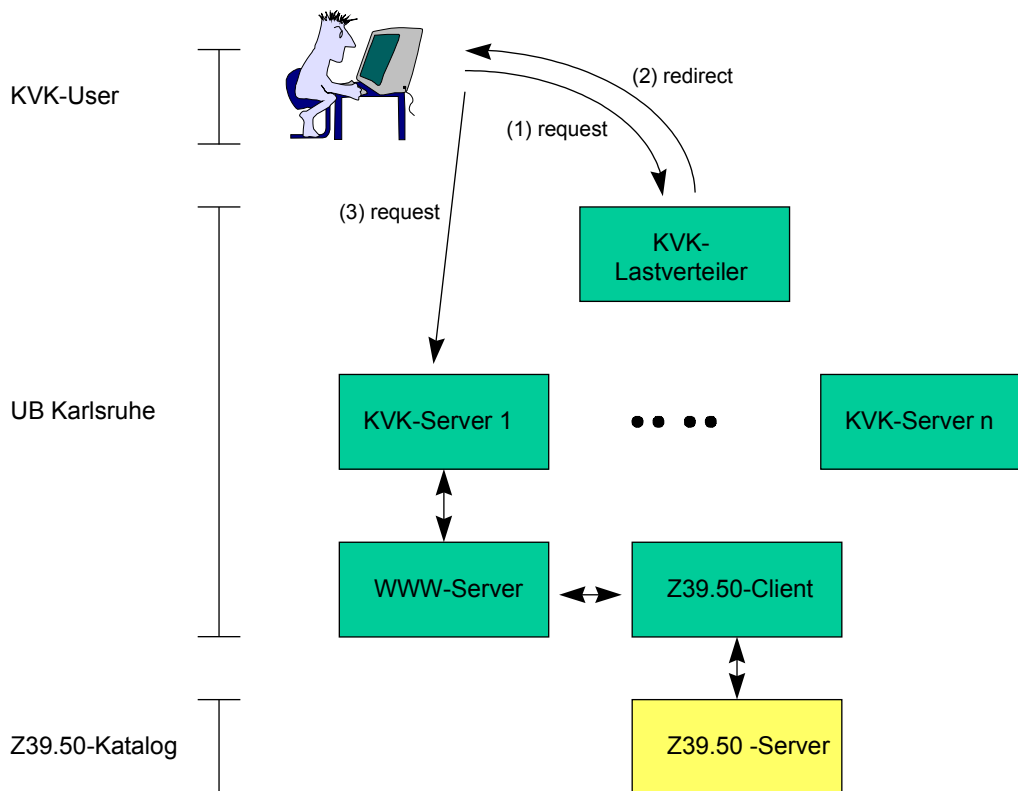 KVK-User
(2) redirect
(1) request
(3) request
KVK-
Lastverteiler
UB Karlsruhe
KVK-Server 1
KVK-Server n
WWW-Server
Z39.50-Client
Z39.50-Katalog
Z39.50 -Server